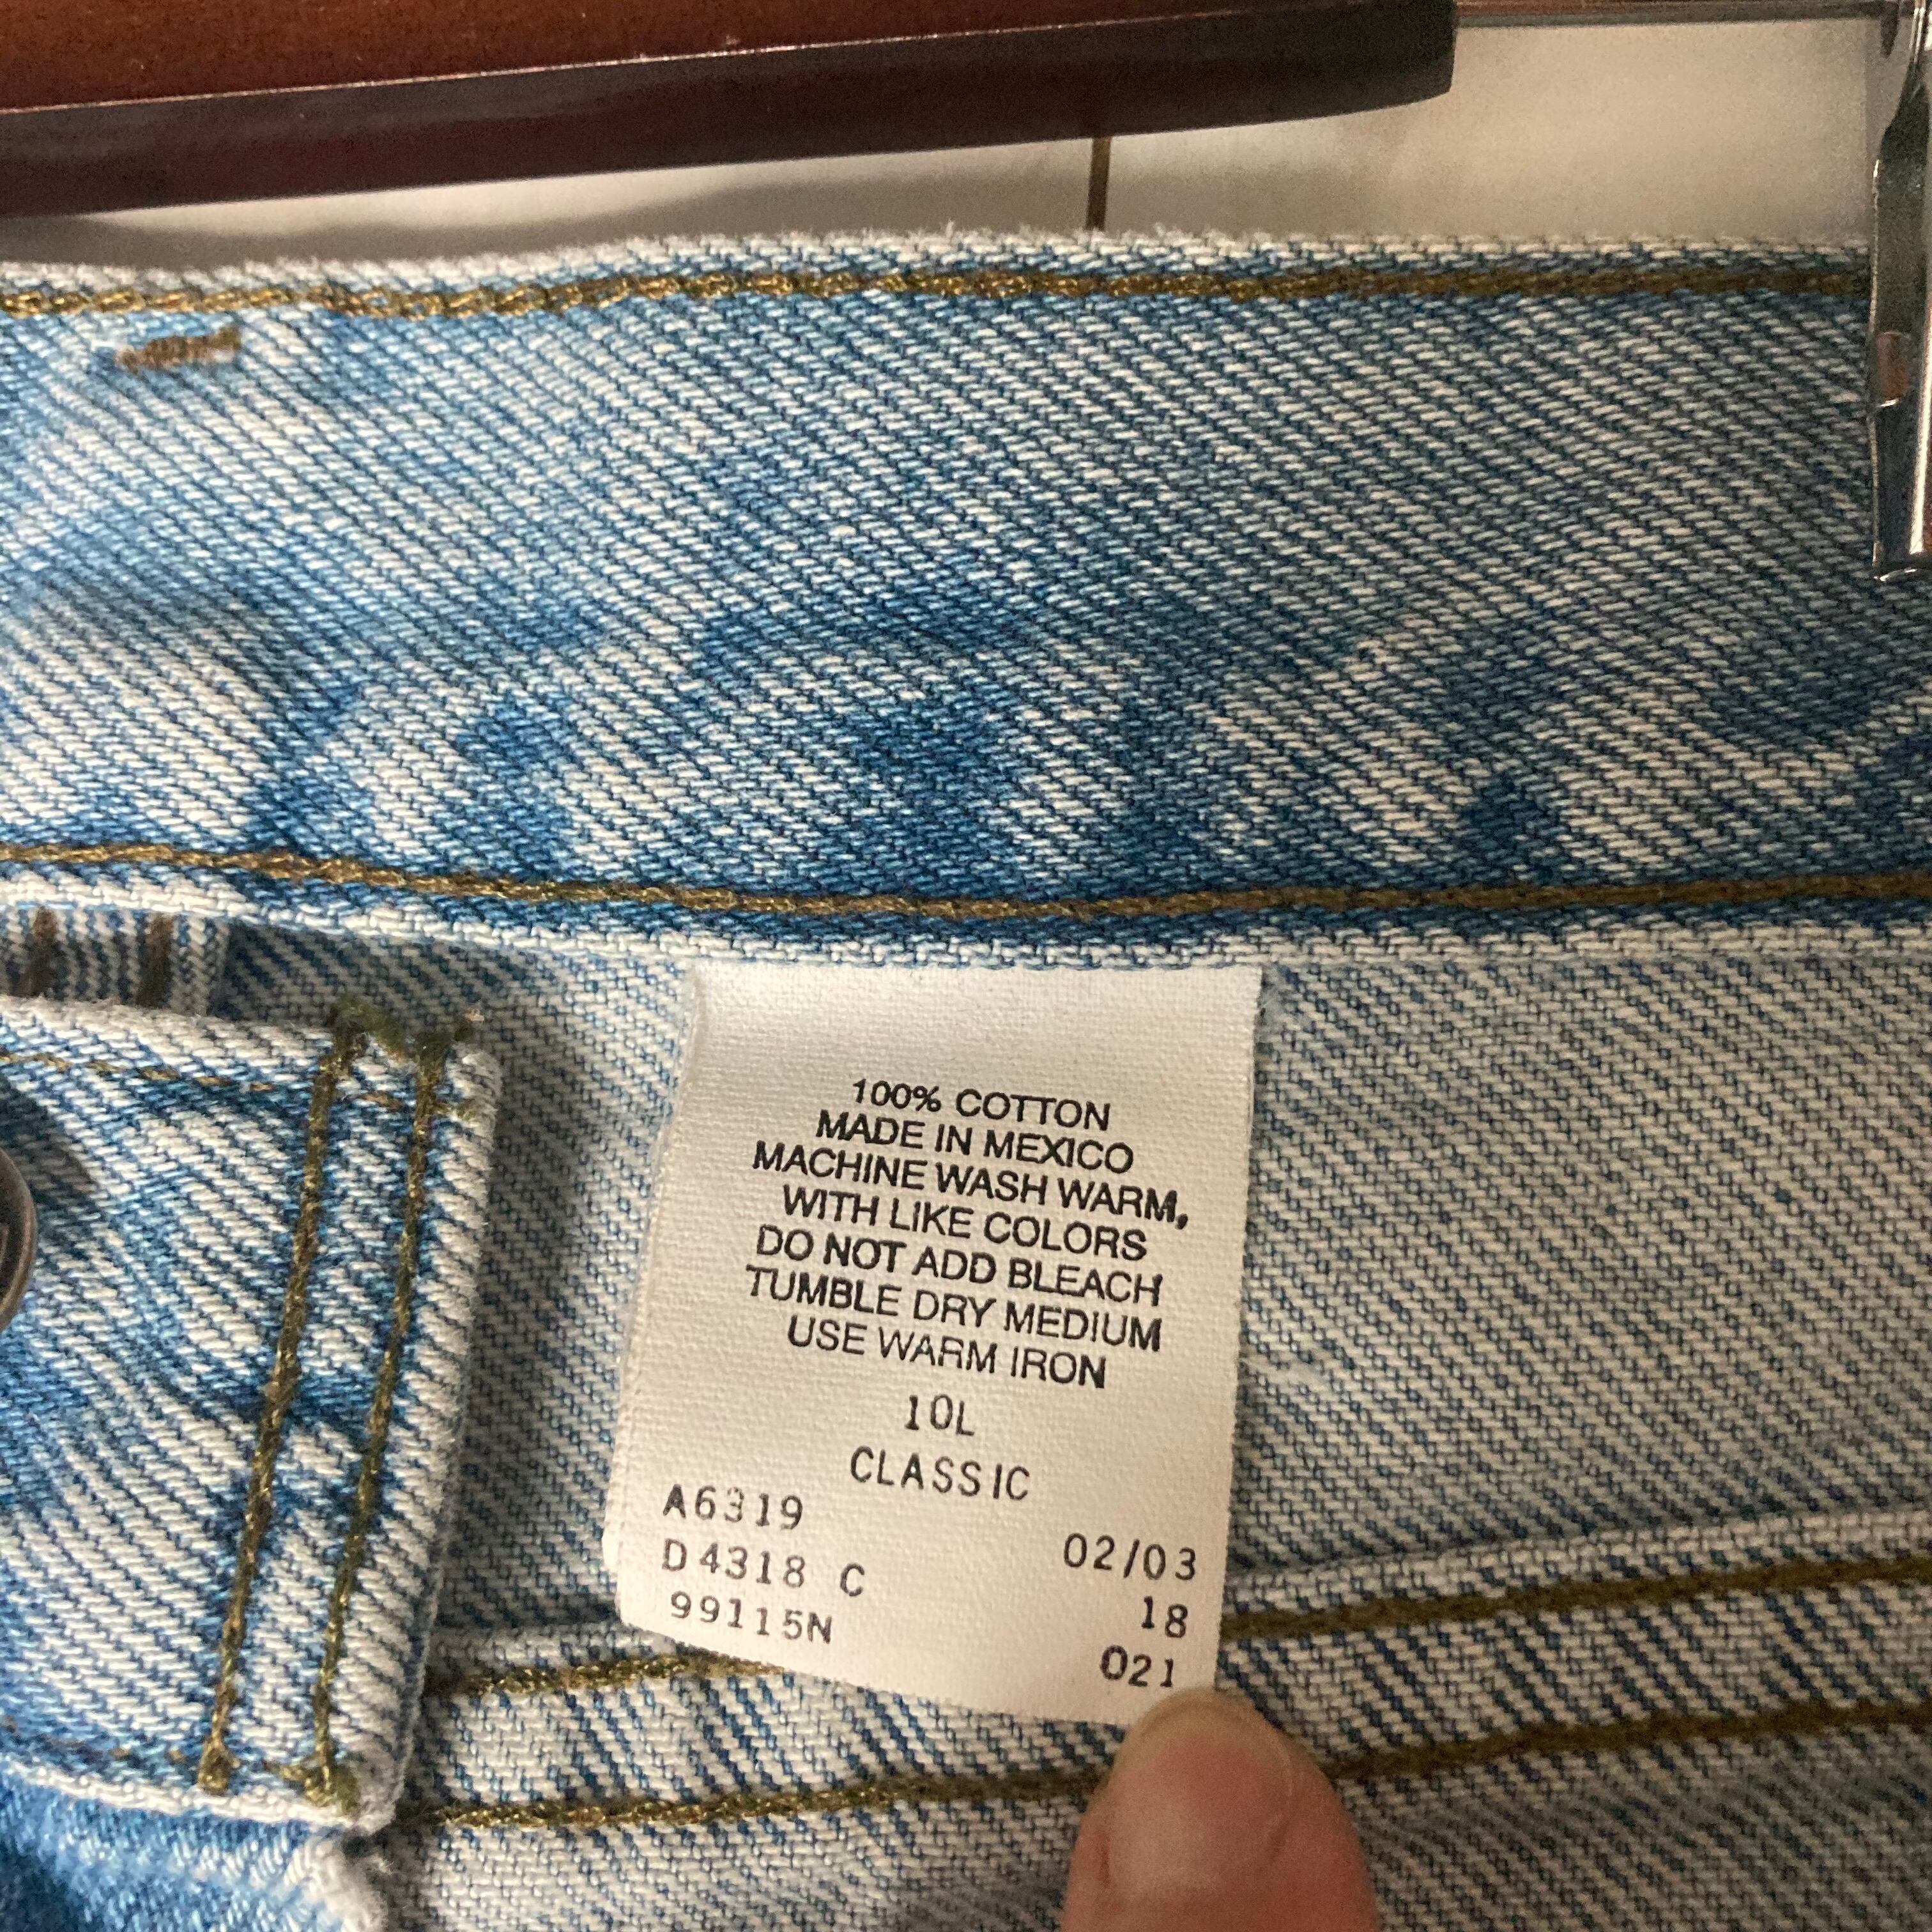 100% COTTON
MADE IN MEXICO
MACHINE WASH WARM,
WITH LIKE COLORS
DO NOT ADD BLEACH
TUMBLE DRY MEDIUM
USE WARM IRON
10L
CLASSIC
A6319
D4318 C 02/03
99115N 18
021